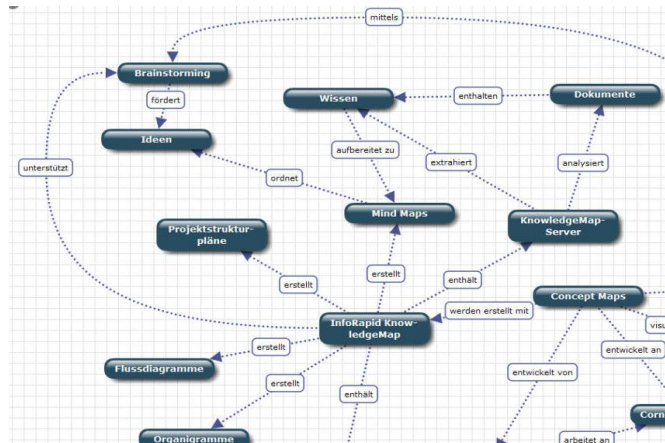 mittels
Brainstorming
Wissen
enthalten
Dokumente
fördert
Ideen
aufbereitet zu
unterstützt
extrahiert
analysiert
ordnet
Mind Maps
Projektstruktur-
pläne
KnowledgeMap-
Server
erstellt
erstellt
enthält
Concept Maps
werden erstellt mit
InfoRapid Know-
ledgeMap
erstellt
entwickelt an
Flussdiagramme
erstellt
enthält
entwickelt von
Organigramme
arbeitet an